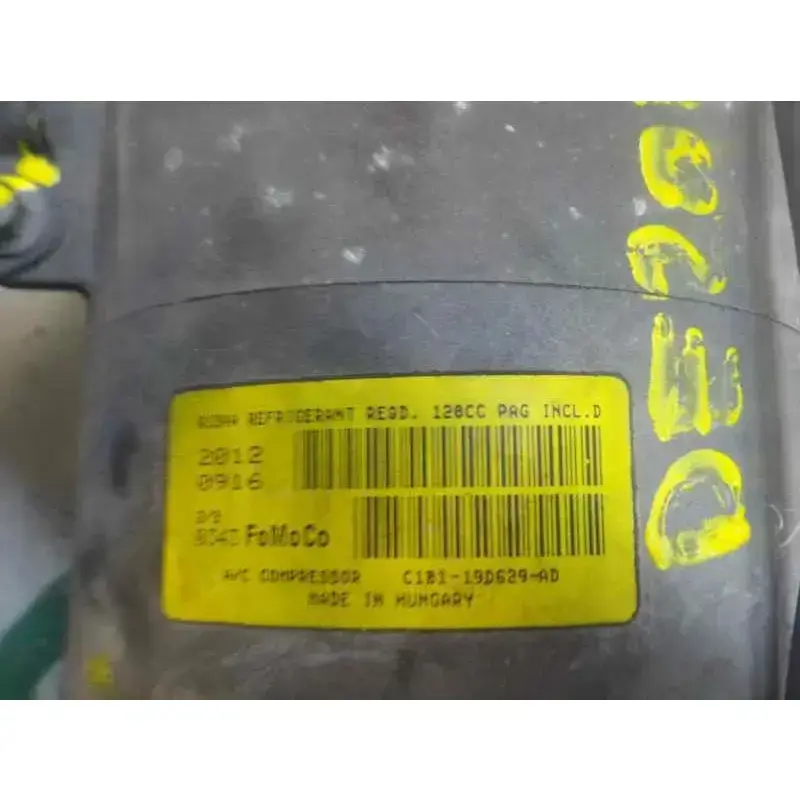 REFRIGERANT REQD. 120CC PAG INCL.D
2012
0916
FoMoCo
A/C COMPRESSOR C1B1-19D629-AD
MADE IN HUNGARY